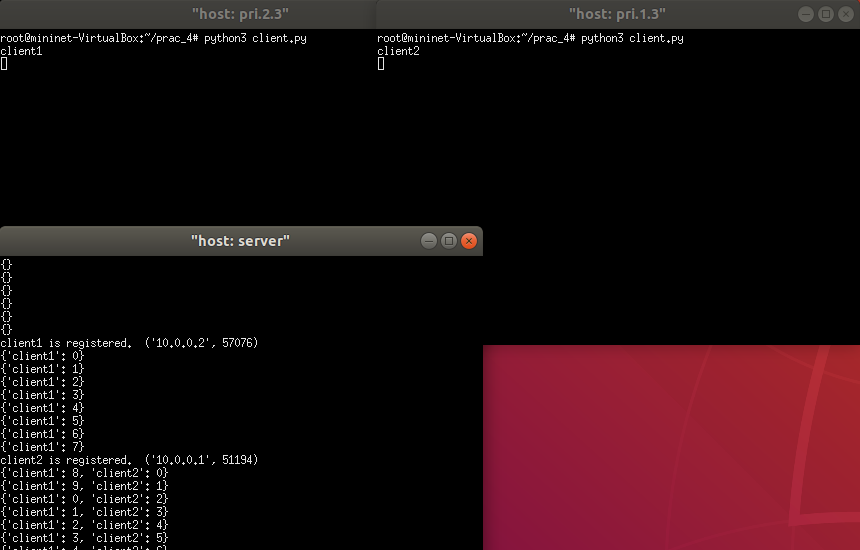 "host: pri.2.3"
root@mininet-VirtualBox:~/prac_4# python3 client.py
client1
"host: pri.1.3"
root@mininet-VirtualBox:~/prac_4# python3 client.py
client2
"host: server"
{}
{}
{}
{}
{}
{}
client1 is registered.  ('10.0.0.2', 57076)
{'client1': 0}
{'client1': 1}
{'client1': 2}
{'client1': 3}
{'client1': 4}
{'client1': 5}
{'client1': 6}
{'client1': 7}
client2 is registered.  ('10.0.0.1', 51194)
{'client1': 8, 'client2': 0}
{'client1': 9, 'client2': 1}
{'client1': 0, 'client2': 2}
{'client1': 1, 'client2': 3}
{'client1': 2, 'client2': 4}
{'client1': 3, 'client2': 5}
{'client1': 4, 'client2': 6}